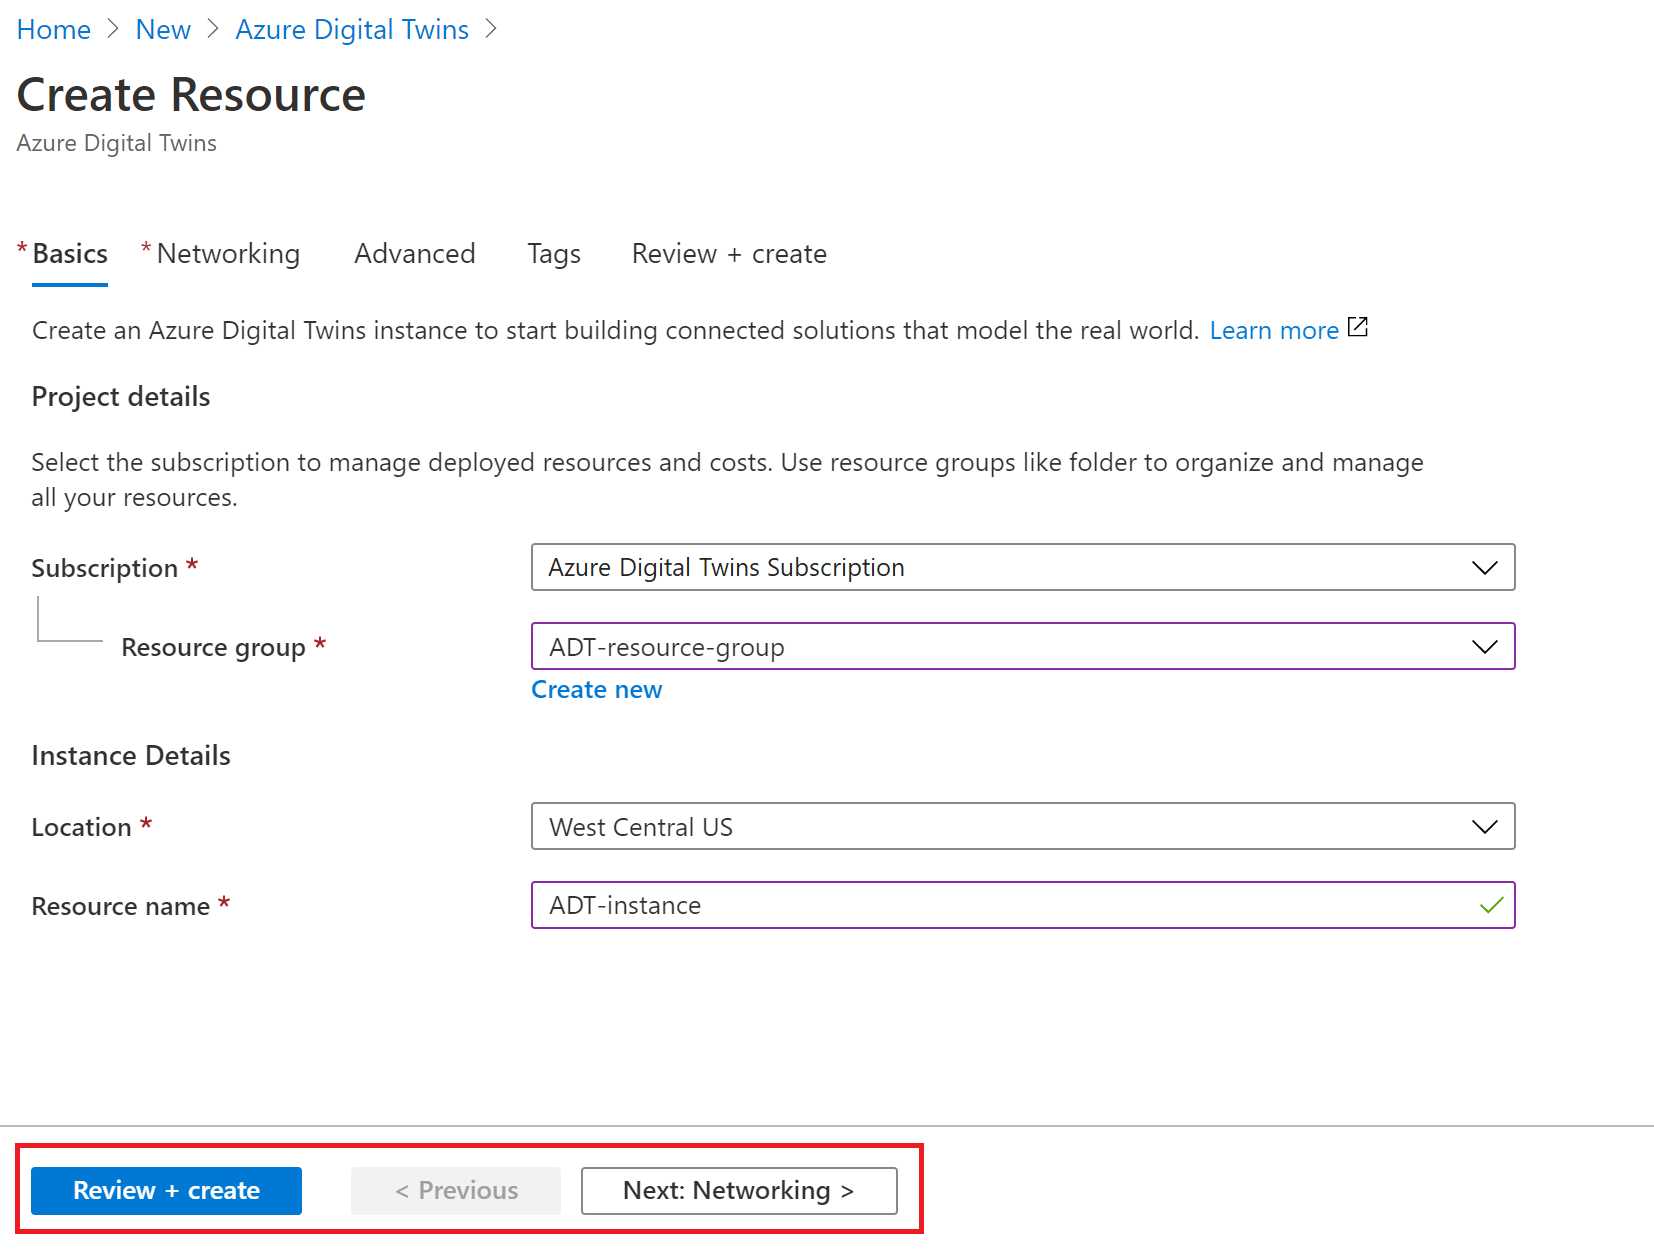 Home > New > Azure Digital Twins >
Create Resource
Azure Digital Twins
* Basics * Networking Advanced Tags Review + create
Create an Azure Digital Twins instance to start building connected solutions that model the real world. Learn more
Project details
Select the subscription to manage deployed resources and costs. Use resource groups like folder to organize and manage
all your resources.
Subscription * Azure Digital Twins Subscription
Resource group * ADT-resource-group
Create new
Instance Details
Location * West Central US
Resource name * ADT-instance
Review + create < Previous Next: Networking >